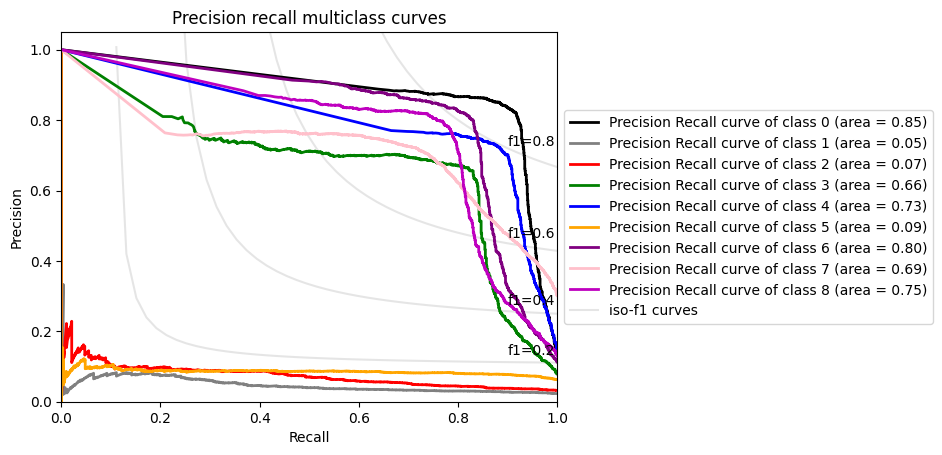 Precision recall multiclass curves
Precision
1.0
0.8
0.6
0.4
0.2
0.0
f1=0.8
f1=0.6
f1=0.4
f1=0.2
0.0 0.2 0.4 0.6 0.8 1.0
Recall
Precision Recall curve of class 0 (area = 0.85)
Precision Recall curve of class 1 (area = 0.05)
Precision Recall curve of class 2 (area = 0.07)
Precision Recall curve of class 3 (area = 0.66)
Precision Recall curve of class 4 (area = 0.73)
Precision Recall curve of class 5 (area = 0.09)
Precision Recall curve of class 6 (area = 0.80)
Precision Recall curve of class 7 (area = 0.69)
Precision Recall curve of class 8 (area = 0.75)
iso-f1 curves